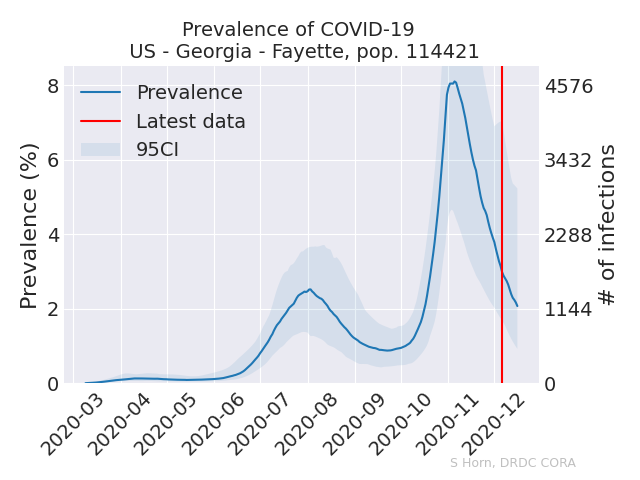 Prevalence of COVID-19
US - Georgia - Fayette, pop. 114421
Prevalence
Latest data
95CI
Prevalence (%)
8
6
4
2
0
4576
3432
2288
1144
0
# of infections
2020-03
2020-04
2020-05
2020-06
2020-07
2020-08
2020-09
2020-10
2020-11
2020-12
S Horn, DRDC CORA